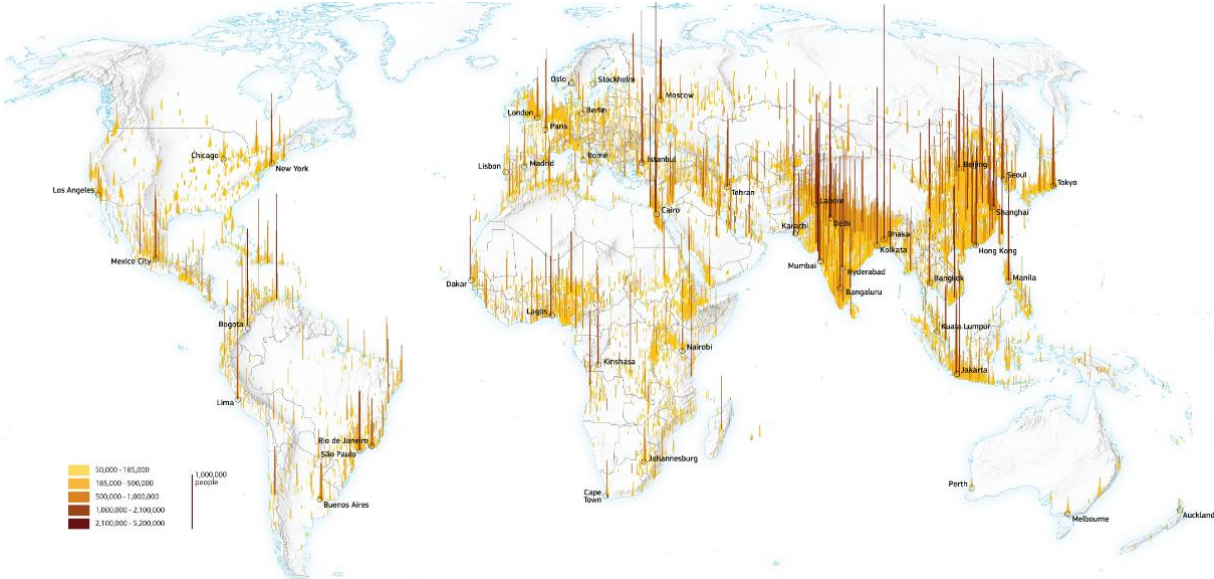 Oslo
Stockholm
Moscow
London
Berlin
Paris
Chicago
New York
Rome
Istanbul
Madrid
Lisbon
Beijing
Seoul
Los Angeles
Tokyo
Tehran
Lahore
Cairo
Shanghai
Karachi
Delhi
Dhaka
Kolkata
Hong Kong
Mexico City
Mumbai
Hyderabad
Bangkok
Manila
Dakar
Bengaluru
Lagos
Bogota
Kuala Lumpur
Nairobi
Kinshasa
Jakarta
Lima
Rio de Janeiro
São Paulo
Johannesburg
50,000 - 185,000
185,000 - 500,000
500,000 - 1,000,000
1,000,000 - 2,100,000
2,100,000 - 5,200,000
1,000,000
people
Perth
Cape
Town
Buenos Aires
Melbourne
Auckland